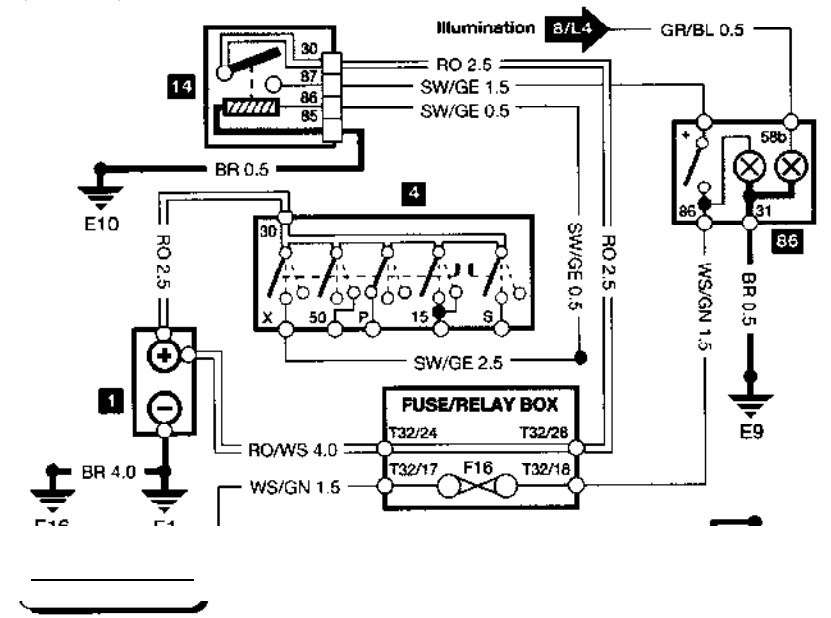 Illumination 8/L4 GR/BL 0.5
30
RO 2.5
87
SW/GE 1.5
14
86
SW/GE 0.5
85
+
58b
BR 0.5
86
31
E10
4
86
30
RO 2.5
SW/GE 0.5
RO 2.5
WS/GN 1.5
BR 0.5
X
50
P
15
S
SW/GE 2.5
+
1
FUSE/RELAY BOX
E9
T32/24
T32/28
RO/WS 4.0
T32/17
F16
T32/18
BR 4.0
WS/GN 1.5
E16
E1